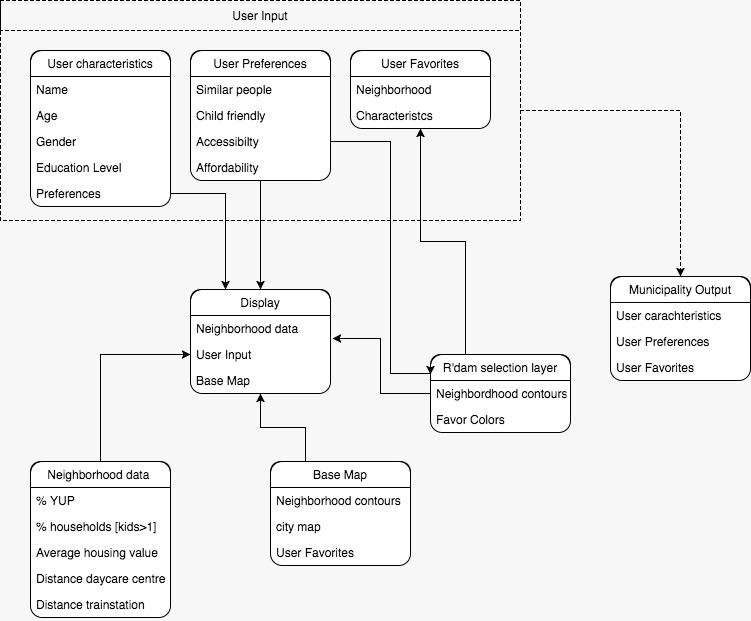 User Input
User characteristics
Name
Age
Gender
Education Level
Preferences
User Preferences
Similar people
Child friendly
Accessibilty
Affordability
User Favorites
Neighborhood
Characteristcs
Display
Neighborhood data
User Input
Base Map
Municipality Output
User carachteristics
User Preferences
User Favorites
R'dam selection layer
Neighbordhood contours
Favor Colors
Neighborhood data
% YUP
% households [kids>1]
Average housing value
Distance daycare centre
Distance trainstation
Base Map
Neighborhood contours
city map
User Favorites